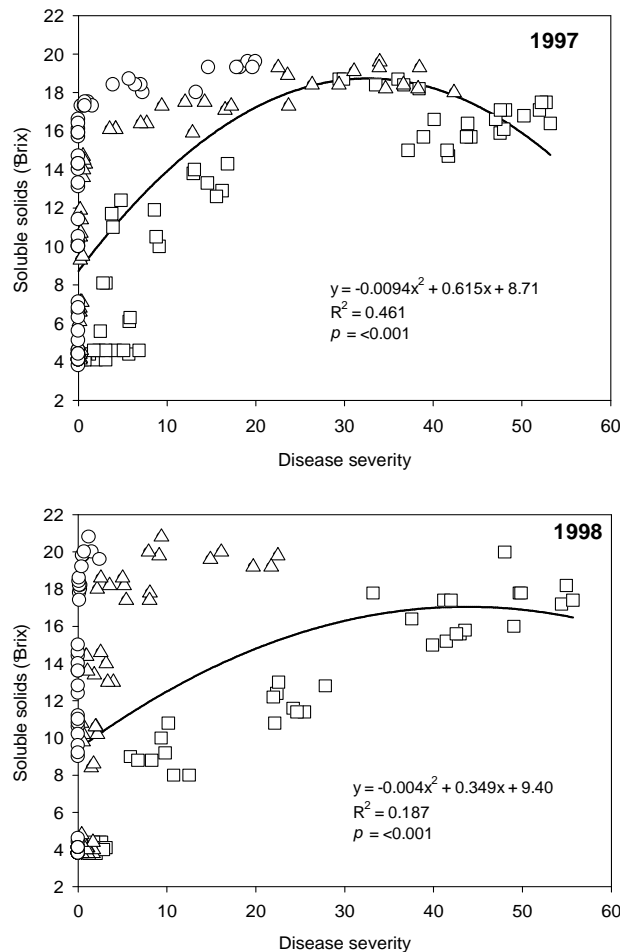 1997
22
20
18
16
14
12
10
8
6
4
2
Soluble solids (°Brix)
y = -0.0094x² + 0.615x + 8.71
R² = 0.461
p = <0.001
0 10 20 30 40 50 60
Disease severity
1998
22
20
18
16
14
12
10
8
6
4
2
Soluble solids (°Brix)
y = -0.004x² + 0.349x + 9.40
R² = 0.187
p = <0.001
0 10 20 30 40 50 60
Disease severity